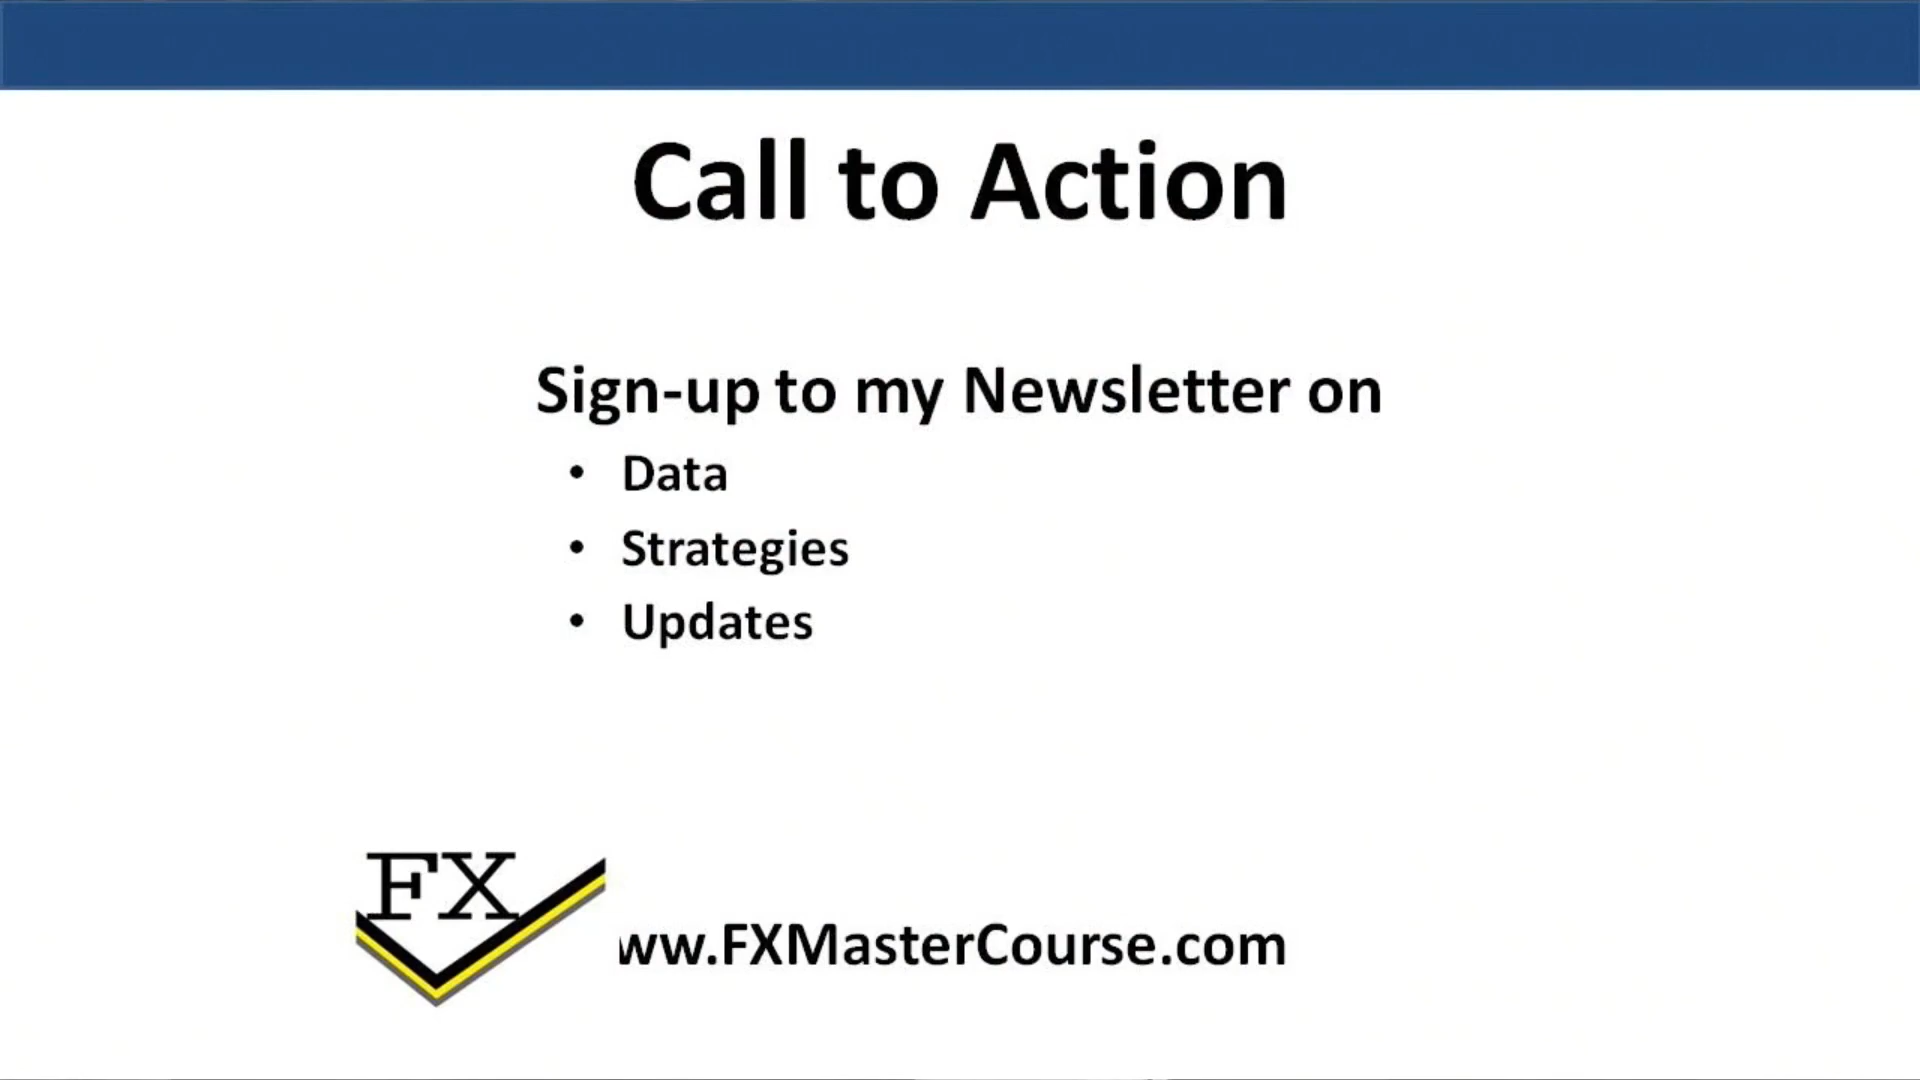 Call to Action
Sign-up to my Newsletter on
• Data
• Strategies
• Updates
FX
ww.FXMasterCourse.com